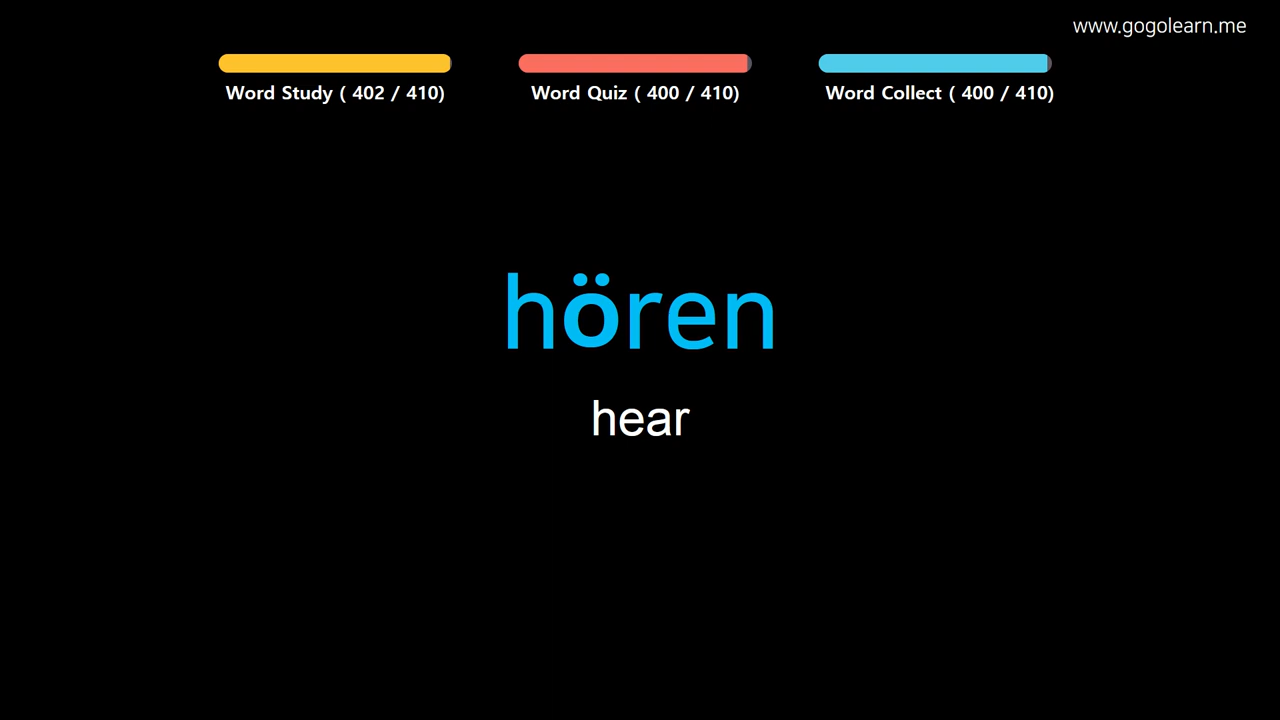 www.gogolearn.me
Word Study ( 402 / 410)
Word Quiz ( 400 / 410)
Word Collect ( 400 / 410)
hören
hear